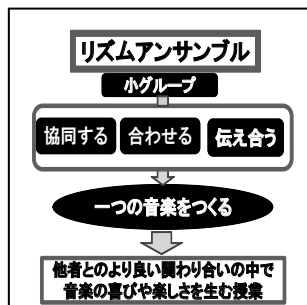 リズムアンサンブル
小グループ
協同する 合わせる 伝え合う
一つの音楽をつくる
他者とのより良い関わり合いの中で
音楽の喜びや楽しさを生む授業